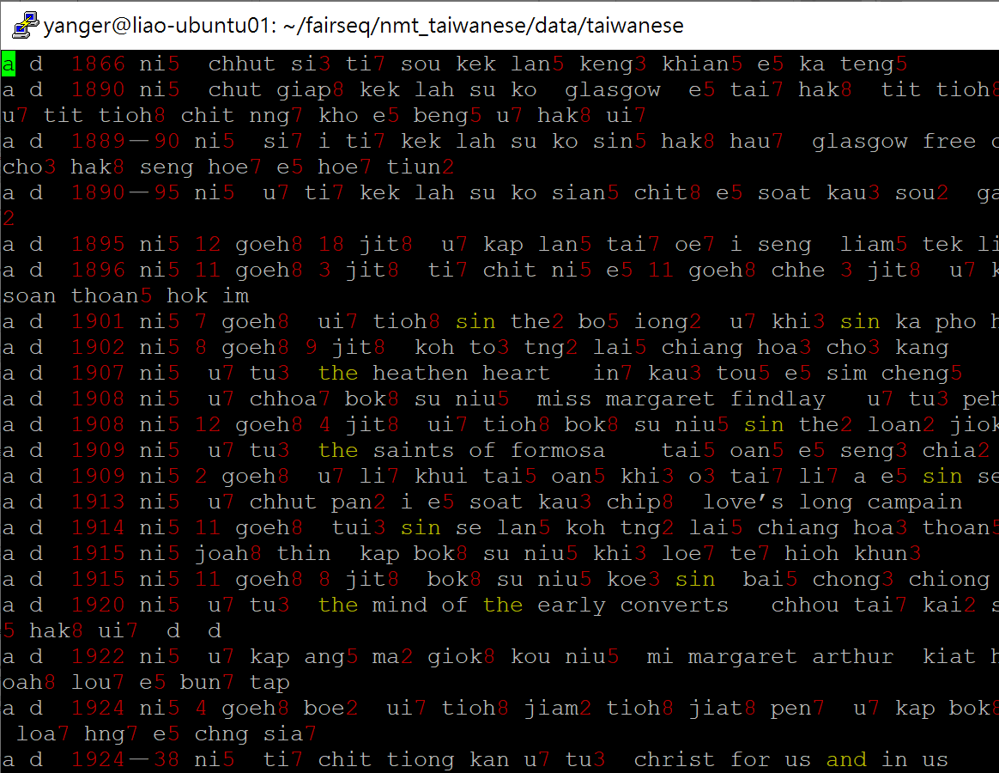 yanger@liao-ubuntu01: ~/fairseq/nmt_taiwanese/data/taiwanese
a d  1866 ni5  chhut si3 ti7 sou kek lan5 keng3 khian5 e5 ka teng5
a d  1890 ni5  chut giap8 kek lah su ko  glasgow  e5 tai7 hak8  tit tioh8
u7 tit tioh8 chit nng7 kho e5 beng5 u7 hak8 ui7
a d  1889－90 ni5  si7 i ti7 kek lah su ko sin5 hak8 hau7  glasgow free c
cho3 hak8 seng hoe7 e5 hoe7 tiun2
a d  1890－95 ni5  u7 ti7 kek lah su ko sian5 chit8 e5 soat kau3 sou2  ga
2
a d  1895 ni5 12 goeh8 18 jit8  u7 kap lan5 tai7 oe7 i seng  liam5 tek li
a d  1896 ni5 11 goeh8 3 jit8  ti7 chit ni5 e5 11 goeh8 chhe 3 jit8  u7 k
soan thoan5 hok im
a d  1901 ni5 7 goeh8  ui7 tioh8 sin the2 bo5 iong2  u7 khi3 sin ka pho h
a d  1902 ni5 8 goeh8 9 jit8  koh to3 tng2 lai5 chiang hoa3 cho3 kang
a d  1907 ni5  u7 tu3  the heathen heart   in7 kau3 tou5 e5 sim cheng5
a d  1908 ni5  u7 chhoa7 bok8 su niu5  miss margaret findlay   u7 tu3 peh
a d  1908 ni5 12 goeh8 4 jit8  ui7 tioh8 bok8 su niu5 sin the2 loan2 jiok
a d  1909 ni5  u7 tu3  the saints of formosa    tai5 oan5 e5 seng3 chia2
a d  1909 ni5 2 goeh8  u7 li7 khui tai5 oan5 khi3 o3 tai7 li7 a e5 sin se
a d  1913 ni5  u7 chhut pan2 i e5 soat kau3 chip8  love’s long campain
a d  1914 ni5 11 goeh8  tui3 sin se lan5 koh tng2 lai5 chiang hoa3 thoan5
a d  1915 ni5 joah8 thin  kap bok8 su niu5 khi3 loe7 te7 hioh khun3
a d  1915 ni5 11 goeh8 8 jit8  bok8 su niu5 koe3 sin  bai5 chong3 chiong
a d  1920 ni5  u7 tu3  the mind of the early converts   chhou tai7 kai2 s
5 hak8 ui7  d  d
a d  1922 ni5  u7 kap ang5 ma2 giok8 kou niu5  mi margaret arthur  kiat h
oah8 lou7 e5 bun7 tap
a d  1924 ni5 4 goeh8 boe2  ui7 tioh8 jiam2 tioh8 jiat8 pen7  u7 kap bok8
loa7 hng7 e5 chng sia7
a d  1924－38 ni5  ti7 chit tiong kan u7 tu3  christ for us and in us